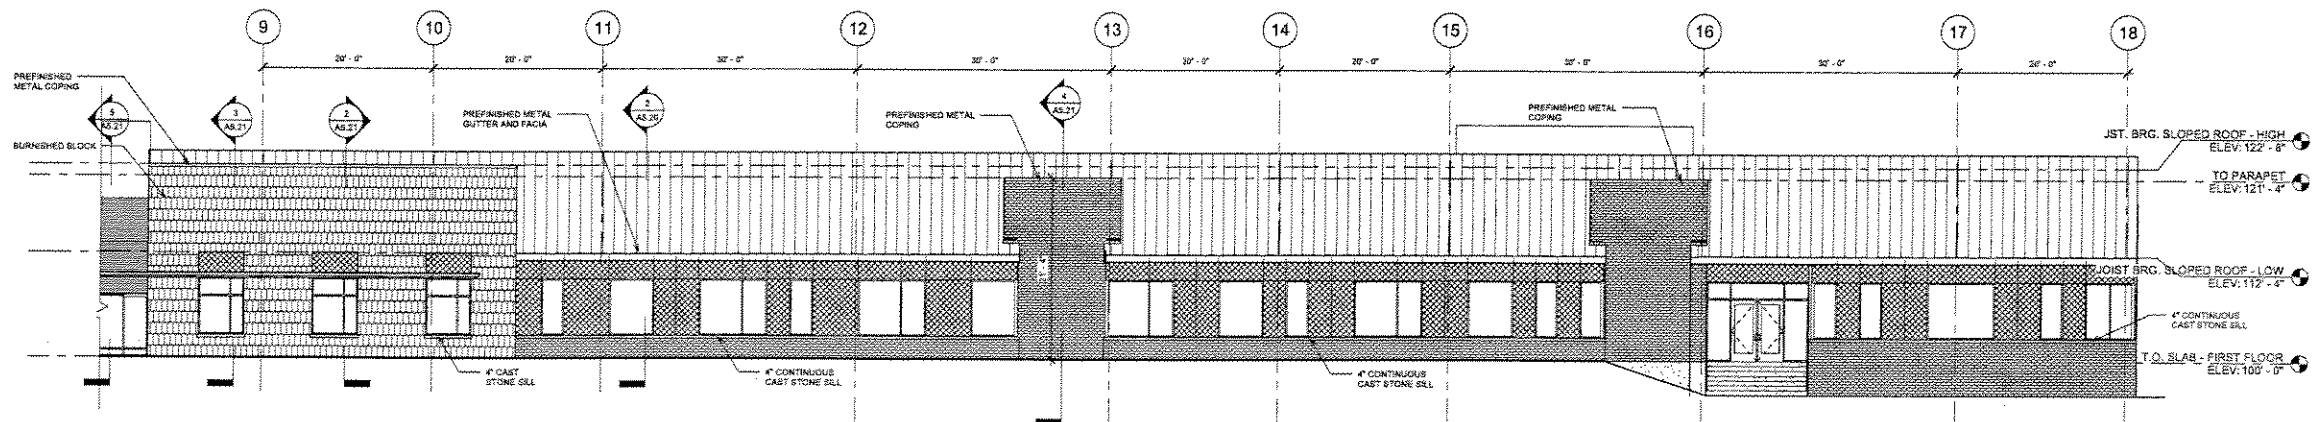 9 10 11 12 13 14 15 16 17 18
20' - 0" 20' - 0" 30' - 0" 30' - 0" 20' - 0" 20' - 0" 30' - 0" 30' - 0" 20' - 0"
PREFINISHED
METAL COPING
5
A5.21
3
A5.21
2
A5.21
2
A5.20
4
A5.21
BURNISHED BLOCK
PREFINISHED METAL
GUTTER AND FACIA
PREFINISHED METAL
COPING
PREFINISHED METAL
COPING
JST. BRG. SLOPED ROOF - HIGH
ELEV: 122' - 8"
TO PARAPET
ELEV: 121' - 4"
JOIST BRG. SLOPED ROOF - LOW
ELEV: 112' - 4"
4" CONTINUOUS
CAST STONE SILL
T.O. SLAB - FIRST FLOOR
ELEV: 100' - 0"
4" CAST
STONE SILL
4" CONTINUOUS
CAST STONE SILL
4" CONTINUOUS
CAST STONE SILL